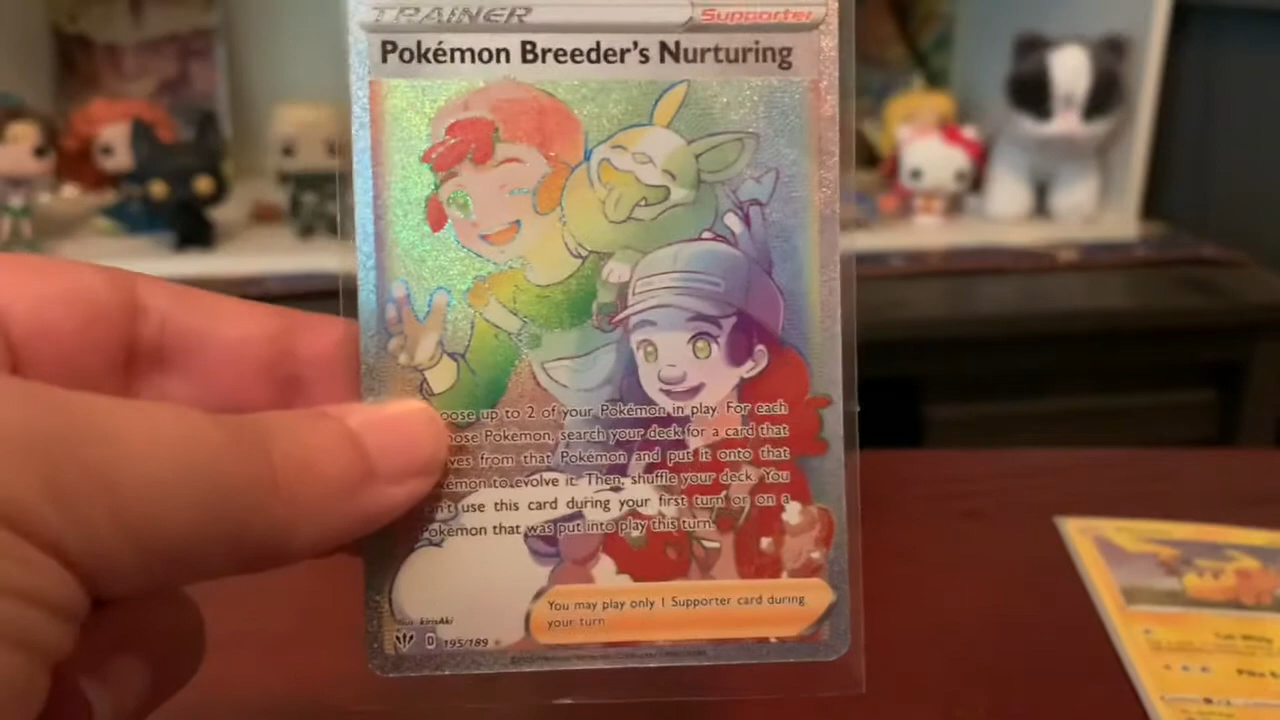 TRAINER Supporter
Pokémon Breeder's Nurturing
oose up to 2 of your Pokémon in play. For each
hose Pokémon, search your deck for a card that
ves from that Pokémon and put it onto that
émon to evolve it. Then, shuffle your deck. You
n't use this card during your first turn or on a
Pokémon that was put into play this turn.
You may play only 1 Supporter card during
your turn
kirisAki
D 195/189